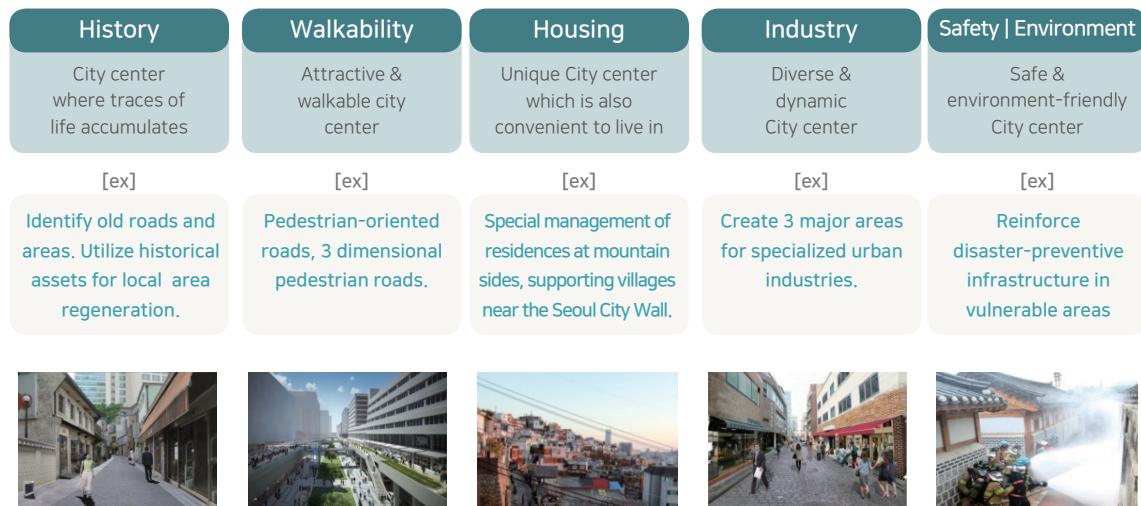 History
City center
where traces of
life accumulates
[ex]
Identify old roads and
areas. Utilize historical
assets for local area
regeneration.
Walkability
Attractive &
walkable city
center
[ex]
Pedestrian-oriented
roads, 3 dimensional
pedestrian roads.
Housing
Unique City center
which is also
convenient to live in
[ex]
Special management of
residences at mountain
sides, supporting villages
near the Seoul City Wall.
Industry
Diverse &
dynamic
City center
[ex]
Create 3 major areas
for specialized urban
industries.
Safety | Environment
Safe &
environment-friendly
City center
[ex]
Reinforce
disaster-preventive
infrastructure in
vulnerable areas